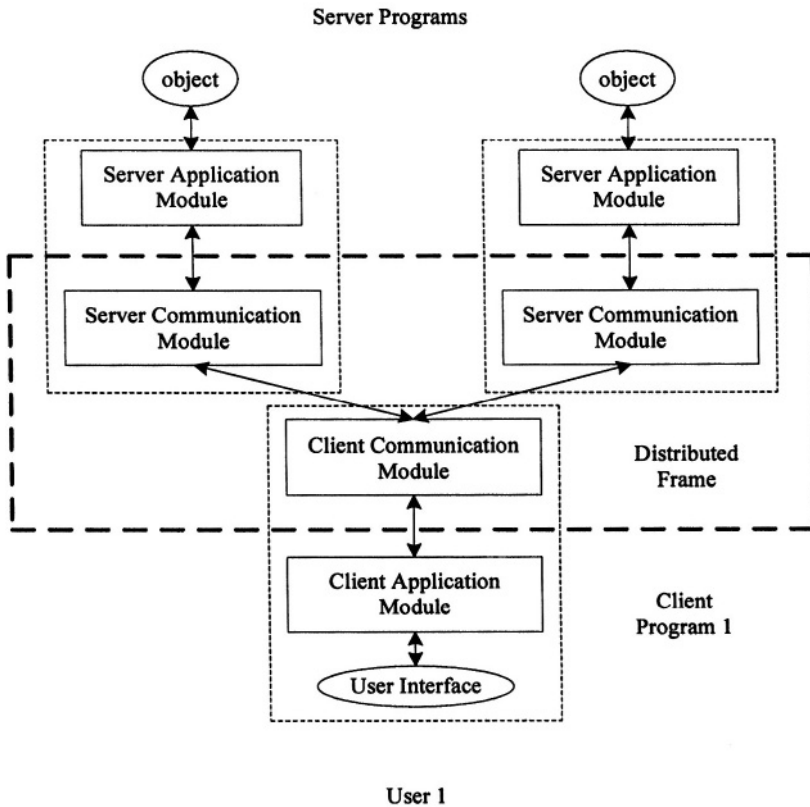 Server Programs
object
object
Server Application
Module
Server Application
Module
Server Communication
Module
Server Communication
Module
Client Communication
Module
Distributed
Frame
Client Application
Module
Client
Program 1
User Interface
User 1